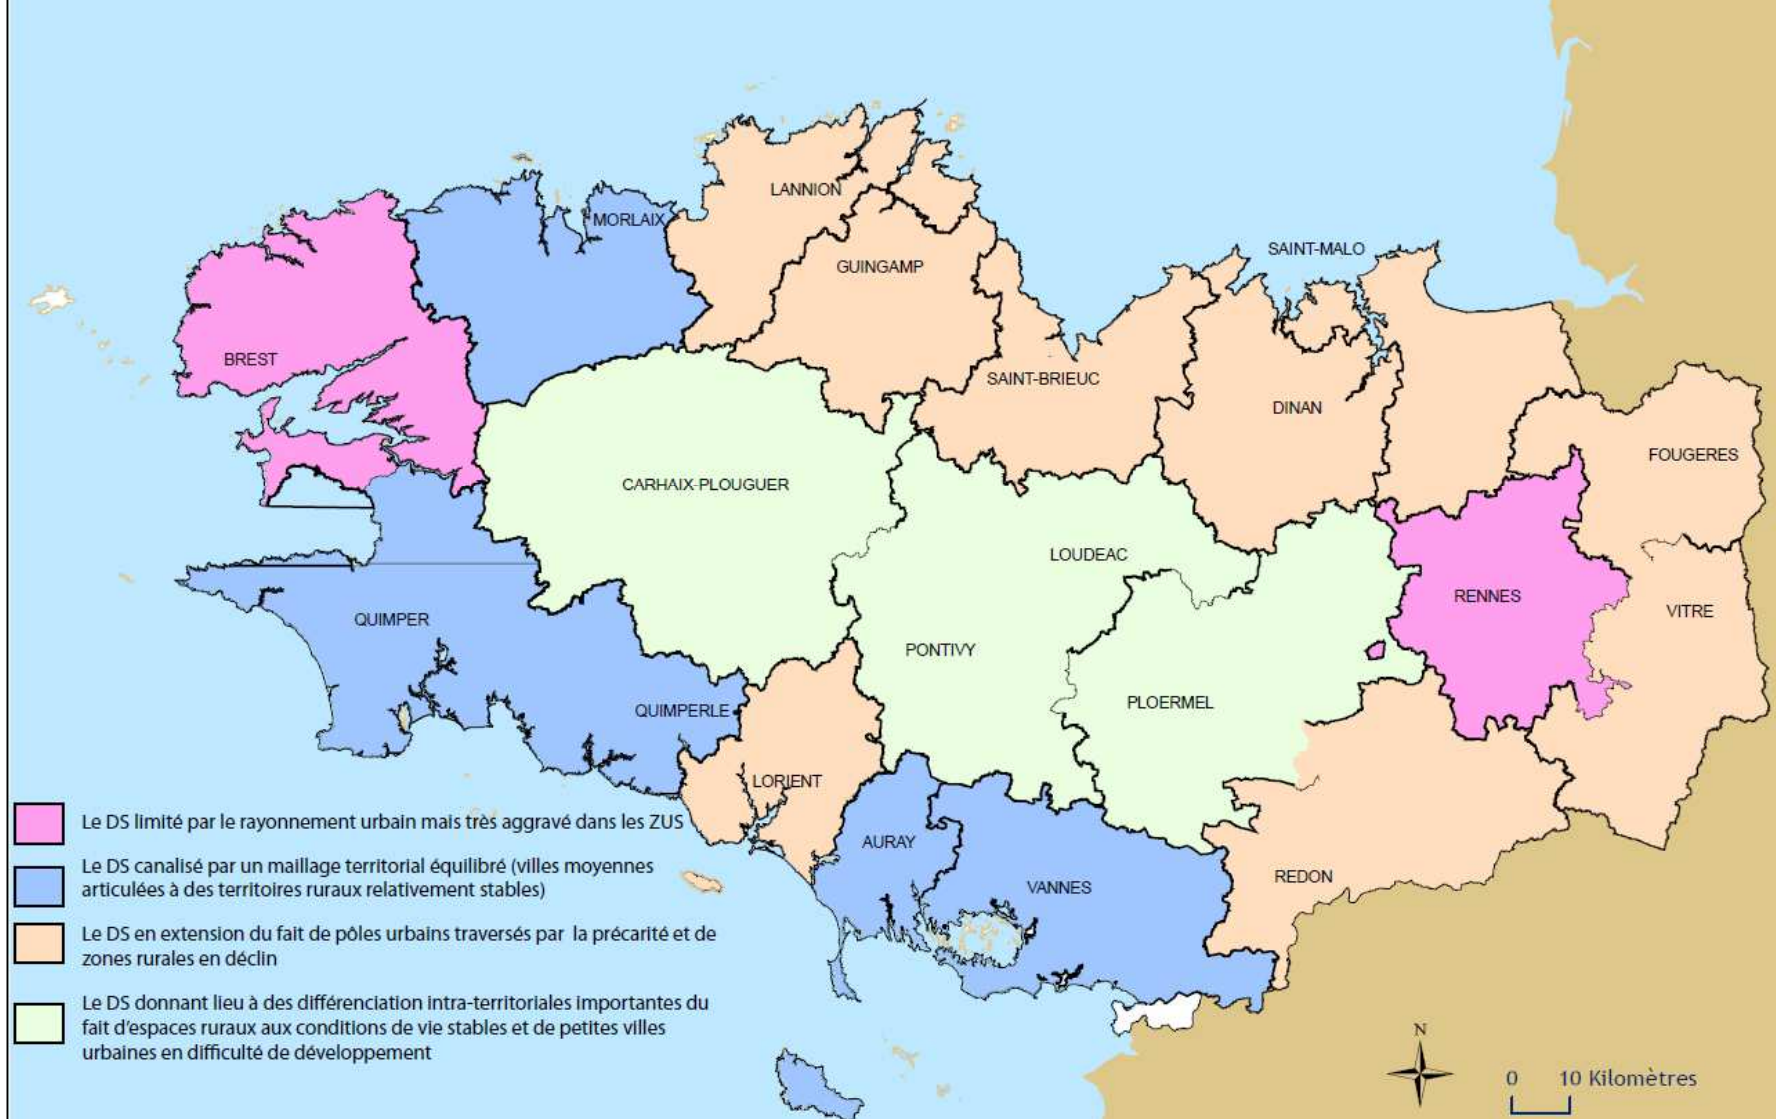 LANNION
MORLAIX
GUINGAMP
SAINT-MALO
BREST
SAINT-BRIEUC
DINAN
FOUGERES
CARHAIX-PLOUGUER
LOUDEAC
RENNES
VITRE
QUIMPER
PONTIVY
QUIMPERLE
PLOERMEL
LORIENT
AURAY
VANNES
REDON
Le DS limité par le rayonnement urbain mais très aggravé dans les ZUS
Le DS canalisé par un maillage territorial équilibré (villes moyennes
articulées à des territoires ruraux relativement stables)
Le DS en extension du fait de pôles urbains traversés par la précarité et de
zones rurales en déclin
Le DS donnant lieu à des différenciation intra-territoriales importantes du
fait d'espaces ruraux aux conditions de vie stables et de petites villes
urbaines en difficulté de développement
N
0 10 Kilomètres